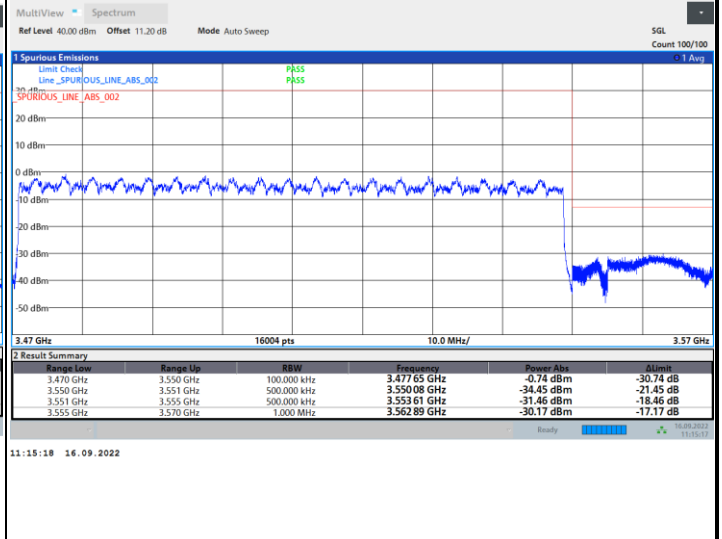 MultiView Spectrum
Ref Level 40.00 dBm Offset 11.20 dB Mode Auto Sweep SGL
Count 100/100
1 Spurious Emissions 1 Avg
Limit Check PASS
Line _SPURIOUS_LINE_ABS_002 PASS
30 dBm
_SPURIOUS_LINE_ABS_002
20 dBm
10 dBm
0 dBm
-10 dBm
-20 dBm
-30 dBm
-40 dBm
-50 dBm
3.47 GHz 16004 pts 10.0 MHz/ 3.57 GHz
2 Result Summary
Range Low Range Up RBW Frequency Power Abs ΔLimit
3.470 GHz 3.550 GHz 100.000 kHz 3.477 65 GHz -0.74 dBm -30.74 dB
3.550 GHz 3.551 GHz 500.000 kHz 3.550 08 GHz -34.45 dBm -21.45 dB
3.551 GHz 3.555 GHz 500.000 kHz 3.553 61 GHz -31.46 dBm -18.46 dB
3.555 GHz 3.570 GHz 1.000 MHz 3.562 89 GHz -30.17 dBm -17.17 dB
Ready 16.09.2022
11:15:17
11:15:18 16.09.2022